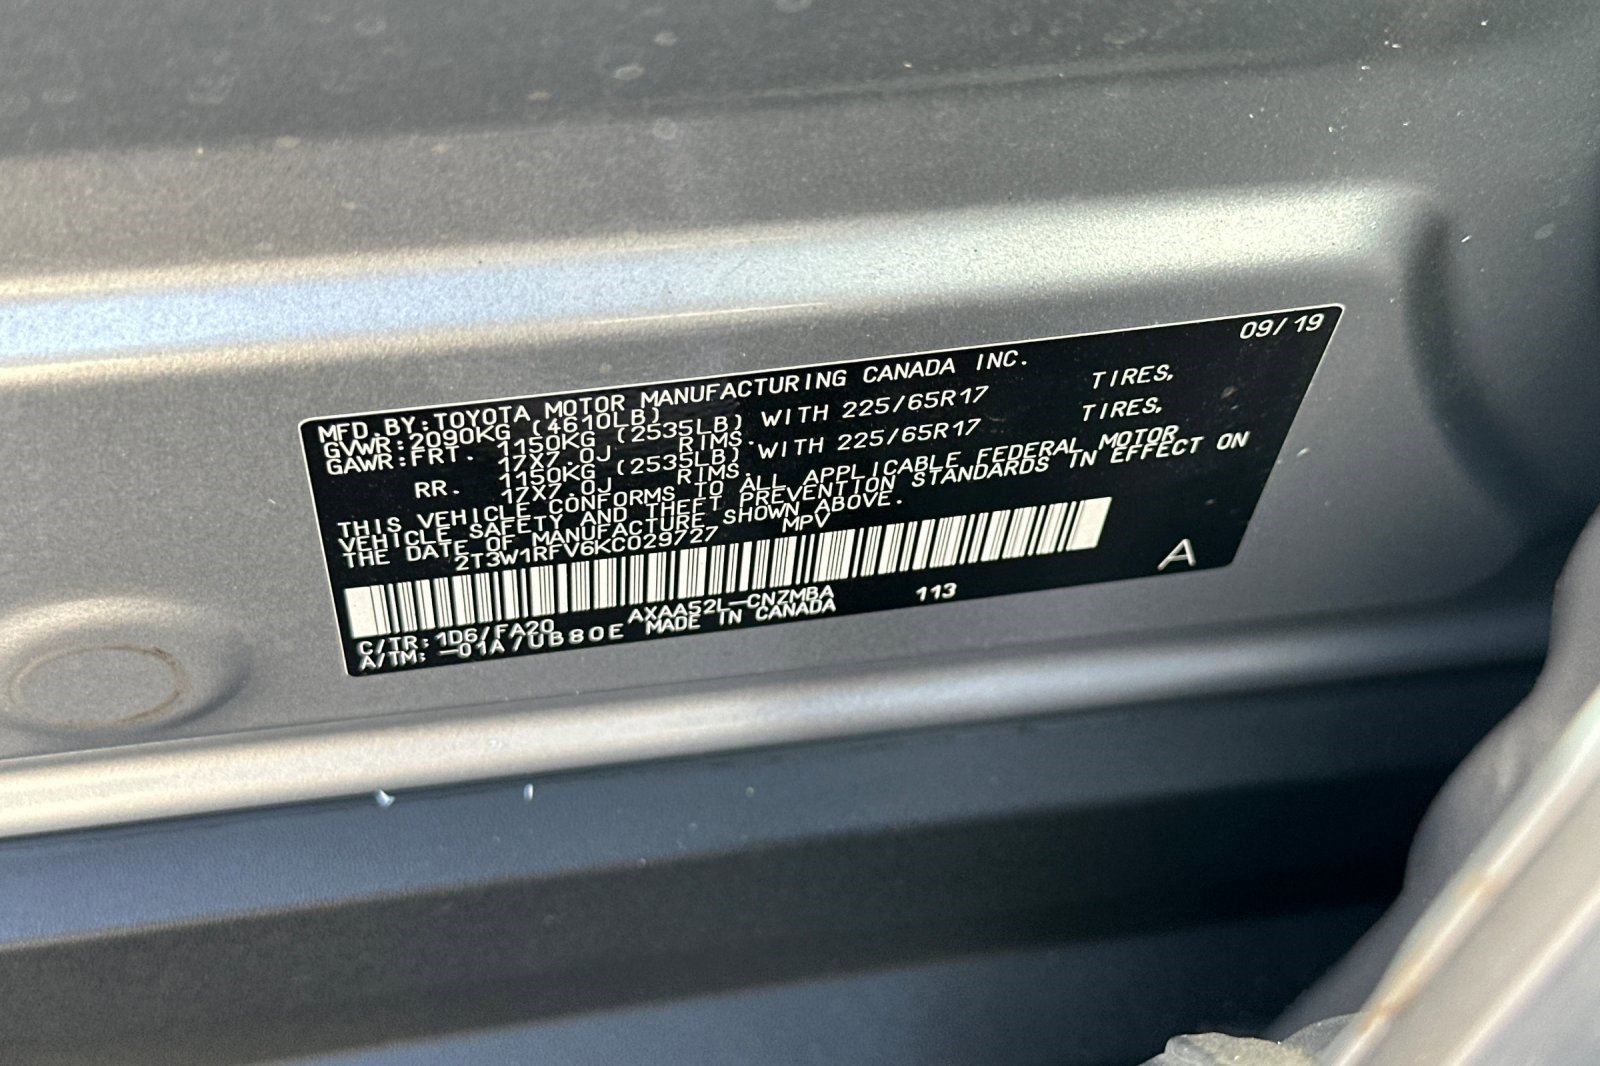 09/19
MFD.BY:TOYOTA MOTOR MANUFACTURING CANADA INC.
GVWR:2090KG (4610LB)
GAWR:FRT. 1150KG (2535LB) WITH 225/65R17 TIRES,
17X7.0J RIMS.
RR. 1150KG (2535LB) WITH 225/65R17 TIRES,
17X7.0J RIMS.
THIS VEHICLE CONFORMS TO ALL APPLICABLE FEDERAL MOTOR
VEHICLE SAFETY AND THEFT PREVENTION STANDARDS IN EFFECT ON
THE DATE OF MANUFACTURE SHOWN ABOVE.
2T3W1RFV6KC029727 MPV
A
C/TR:1D6/FA20 AXAA52L-CNZMBA 113
A/TM:-01A/UB80E MADE IN CANADA